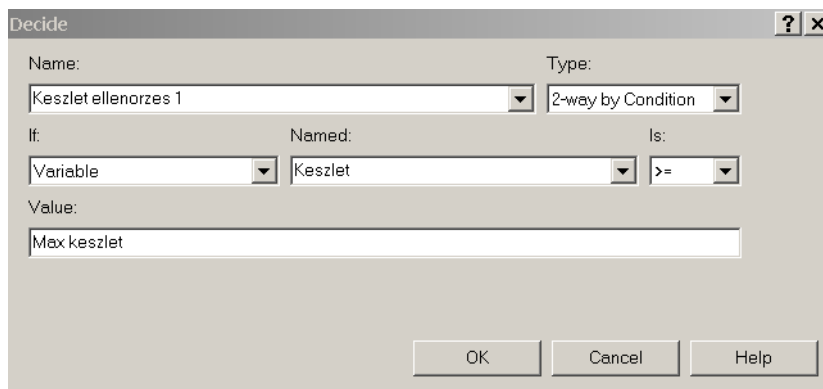 Decide
Name: Type:
Keszlet ellenorzes 1 2-way by Condition
If: Named: Is:
Variable Keszlet >=
Value:
Max keszlet
OK Cancel Help